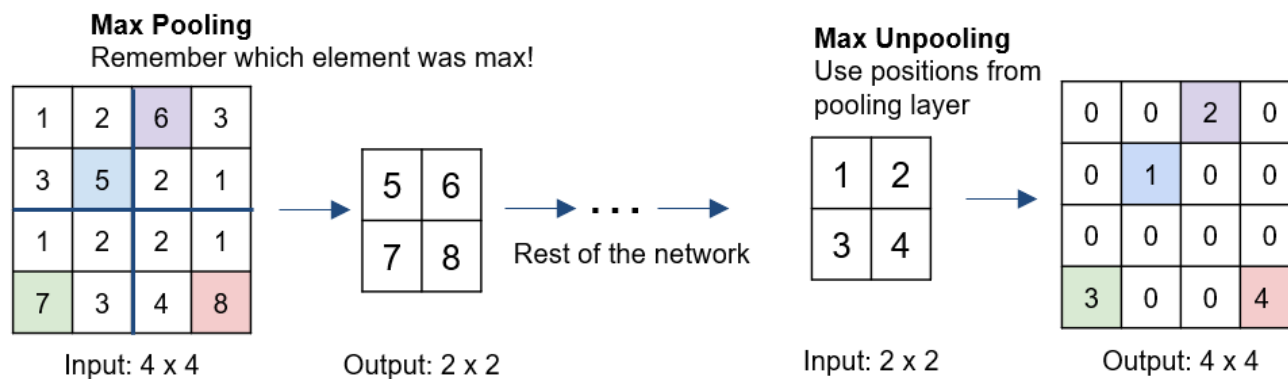 Max Pooling
Remember which element was max!
1 2 6 3
3 5 2 1
1 2 2 1
7 3 4 8
Input: 4 x 4
5 6
7 8
Output: 2 x 2
...
Rest of the network
Max Unpooling
Use positions from
pooling layer
1 2
3 4
Input: 2 x 2
0 0 2 0
0 1 0 0
0 0 0 0
3 0 0 4
Output: 4 x 4